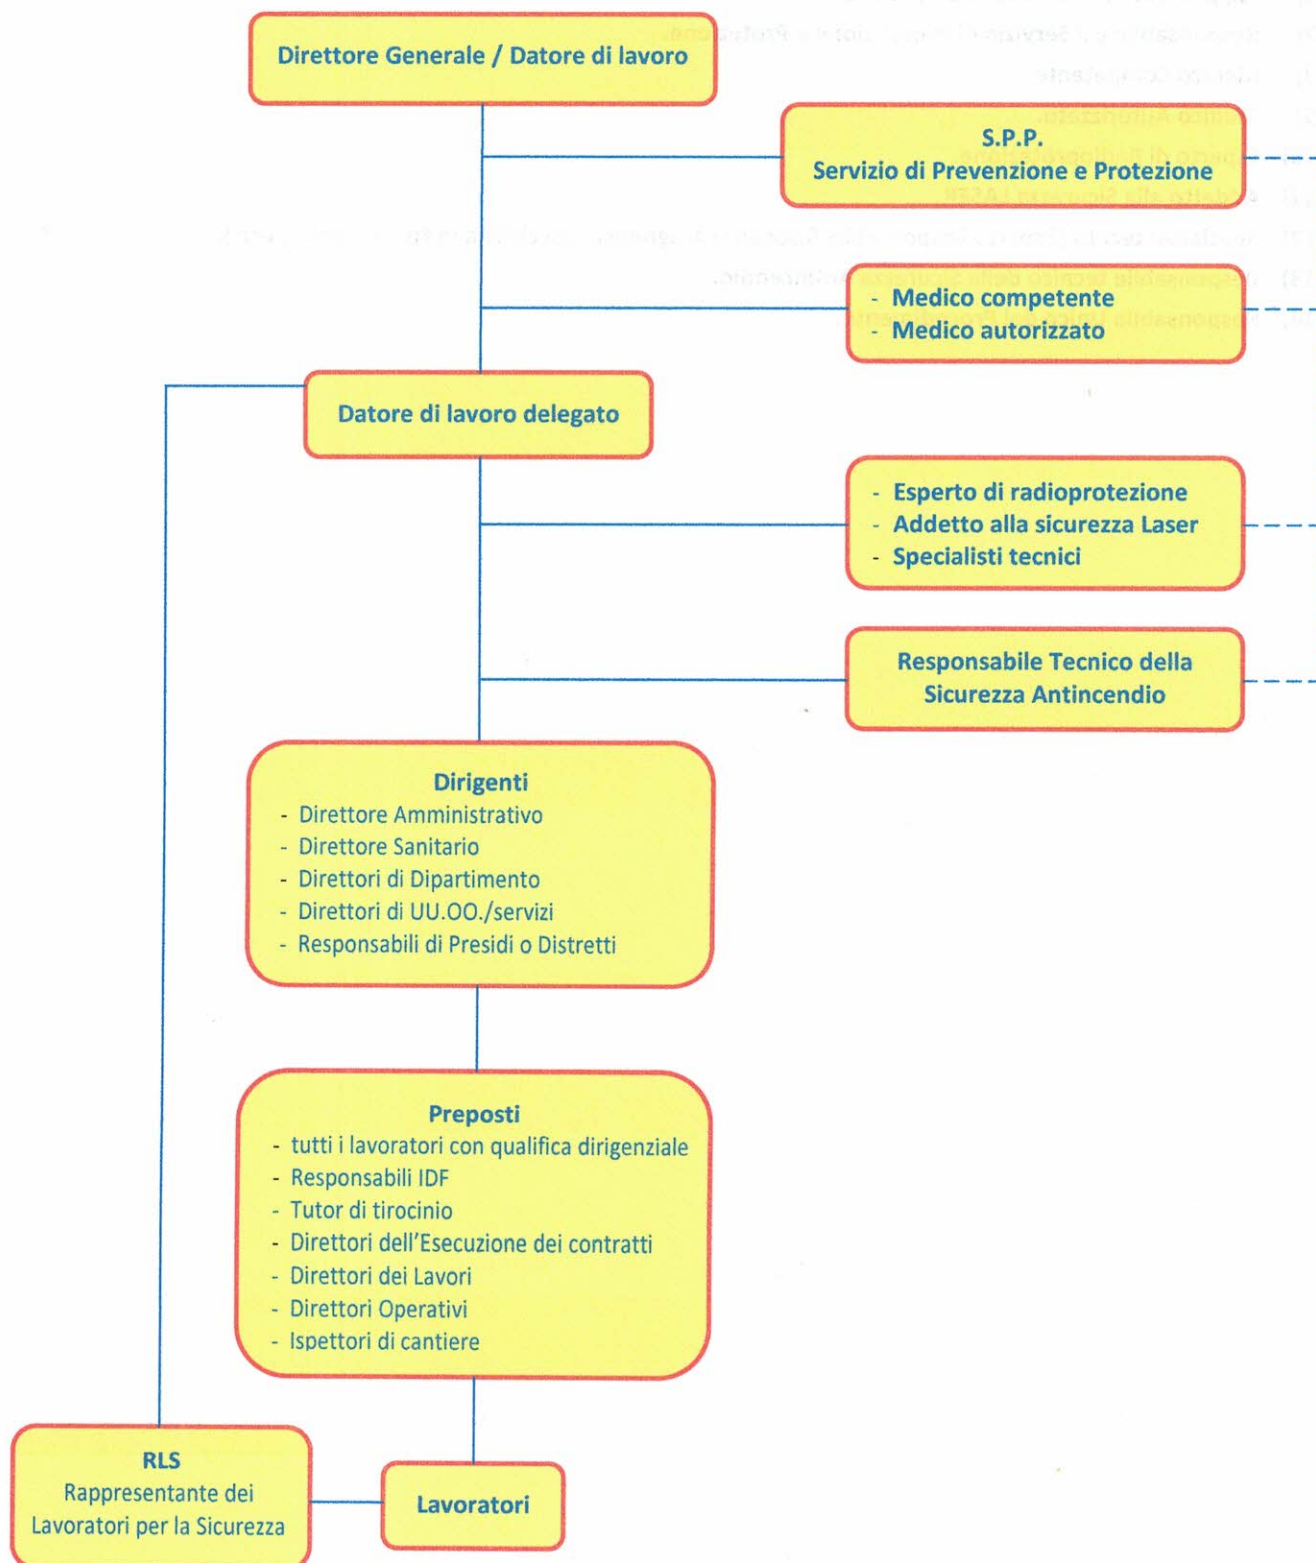 Direttore Generale / Datore di lavoro
S.P.P.
Servizio di Prevenzione e Protezione
- Medico competente
- Medico autorizzato
Datore di lavoro delegato
- Esperto di radioprotezione
- Addetto alla sicurezza Laser
- Specialisti tecnici
Responsabile Tecnico della
Sicurezza Antincendio
Dirigenti
- Direttore Amministrativo
- Direttore Sanitario
- Direttori di Dipartimento
- Direttori di UU.OO./servizi
- Responsabili di Presidi o Distretti
Preposti
- tutti i lavoratori con qualifica dirigenziale
- Responsabili IDF
- Tutor di tirocinio
- Direttori dell'Esecuzione dei contratti
- Direttori dei Lavori
- Direttori Operativi
- Ispettori di cantiere
RLS
Rappresentante dei
Lavoratori per la Sicurezza
Lavoratori